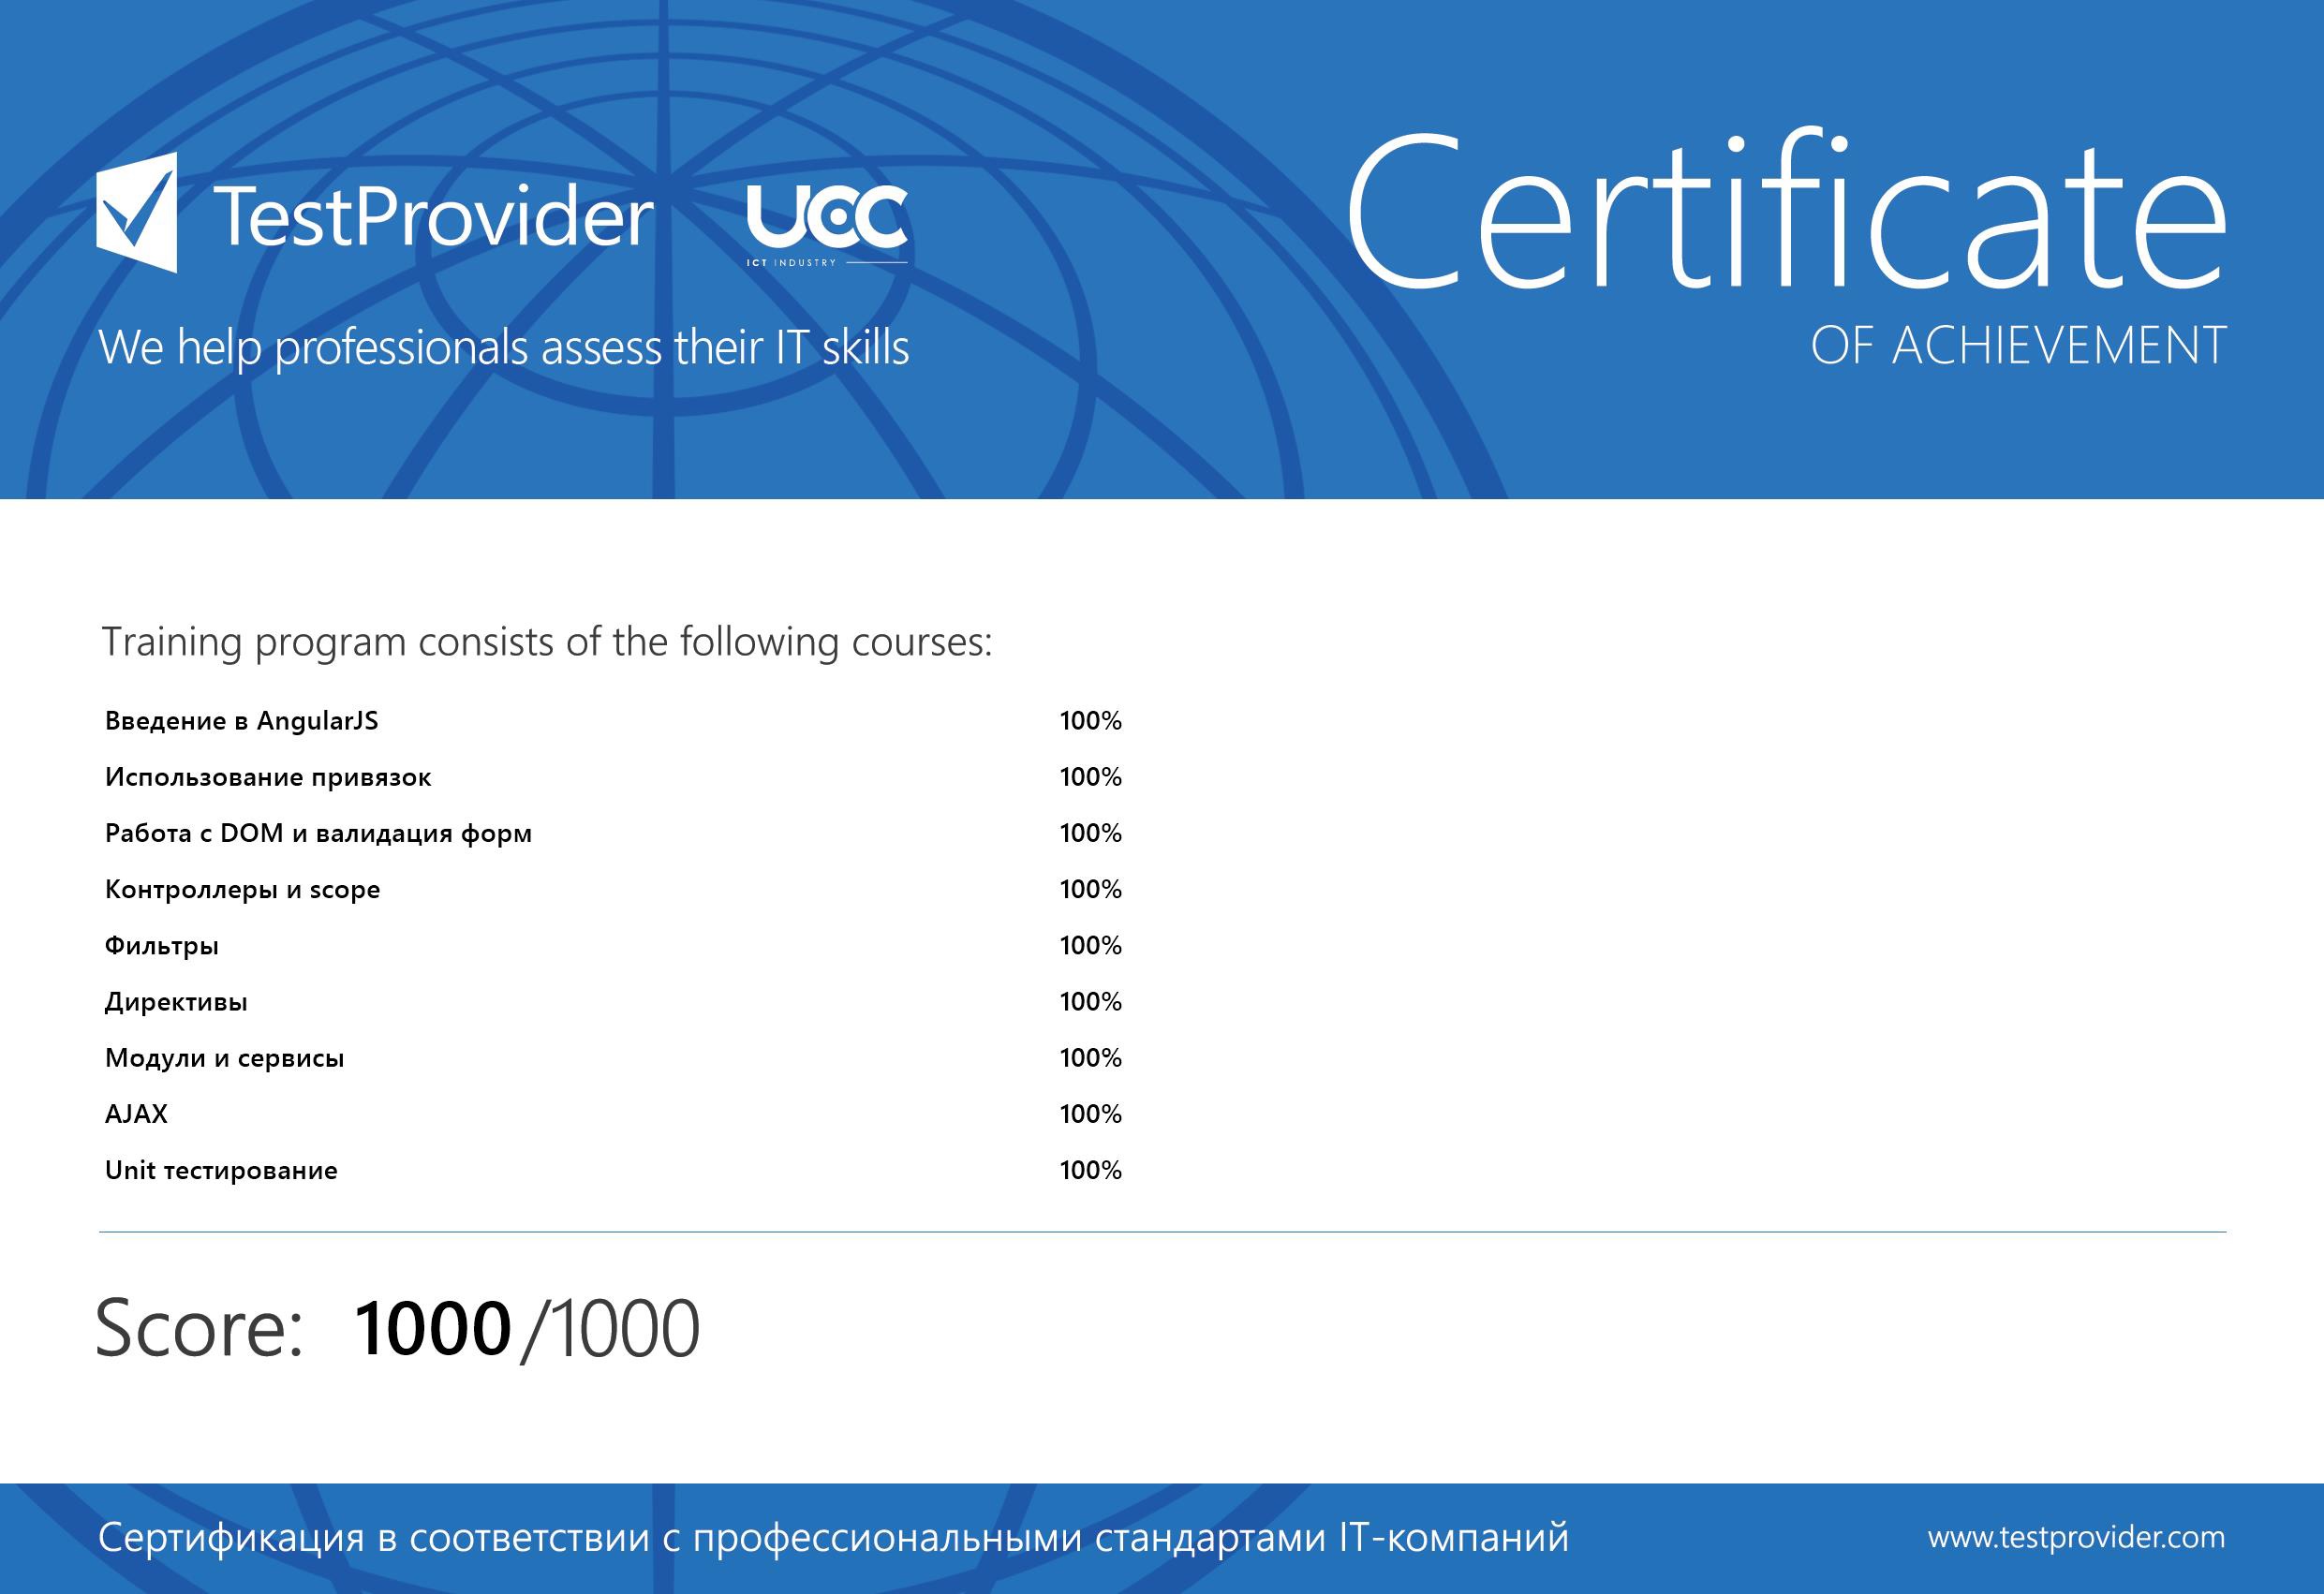 TestProvider
UCC
ICT INDUSTRY
We help professionals assess their IT skills
Certificate
OF ACHIEVEMENT
Training program consists of the following courses:
Введение в AngularJS 100%
Использование привязок 100%
Работа с DOM и валидация форм 100%
Контроллеры и scope 100%
Фильтры 100%
Директивы 100%
Модули и сервисы 100%
AJAX 100%
Unit тестирование 100%
Score: 1000/1000
Сертификация в соответствии с профессиональными стандартами IT-компаний
www.testprovider.com